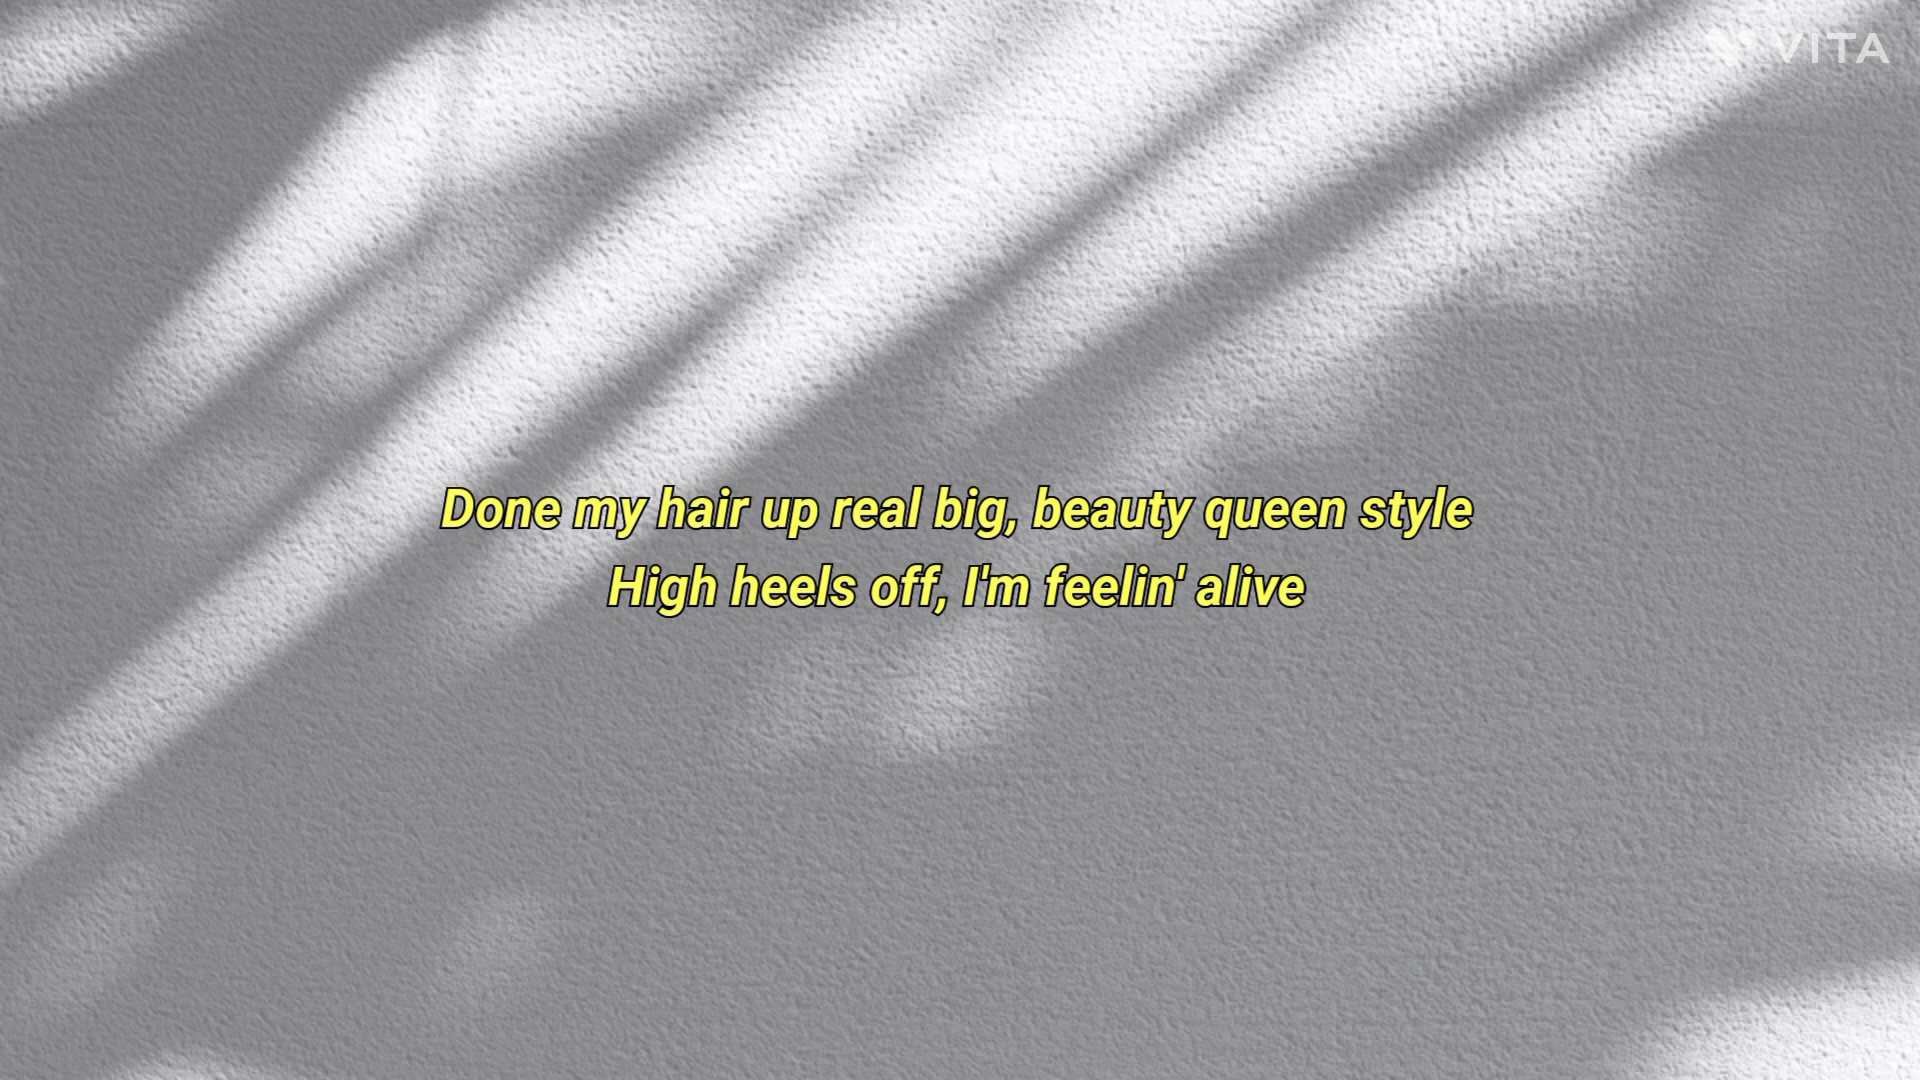 VITA
Done my hair up real big, beauty queen style
High heels off, I'm feelin' alive